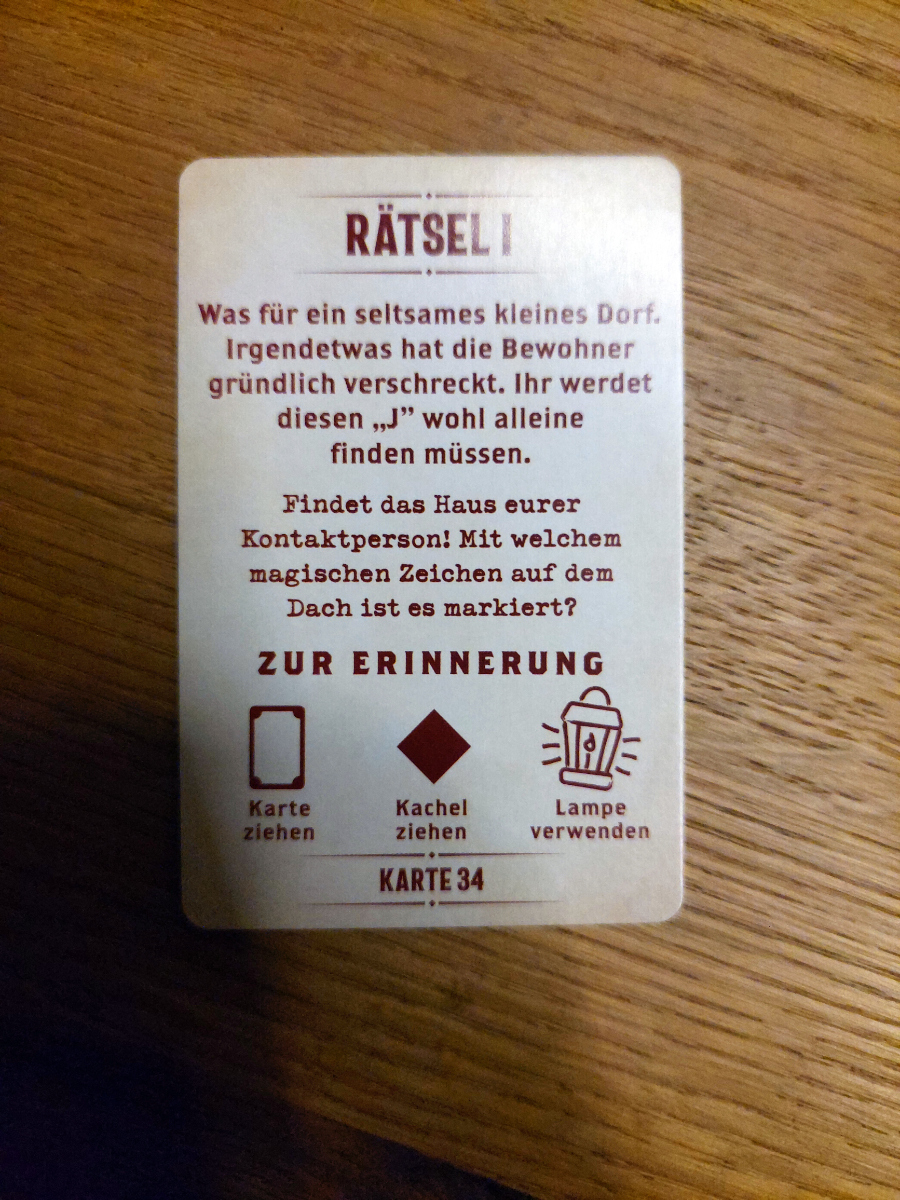 RÄTSEL I
Was für ein seltsames kleines Dorf.
Irgendetwas hat die Bewohner
gründlich verschreckt. Ihr werdet
diesen „J” wohl alleine
finden müssen.
Findet das Haus eurer
Kontaktperson! Mit welchem
magischen Zeichen auf dem
Dach ist es markiert?
ZUR ERINNERUNG
Karte ziehen
Kachel ziehen
Lampe verwenden
KARTE 34